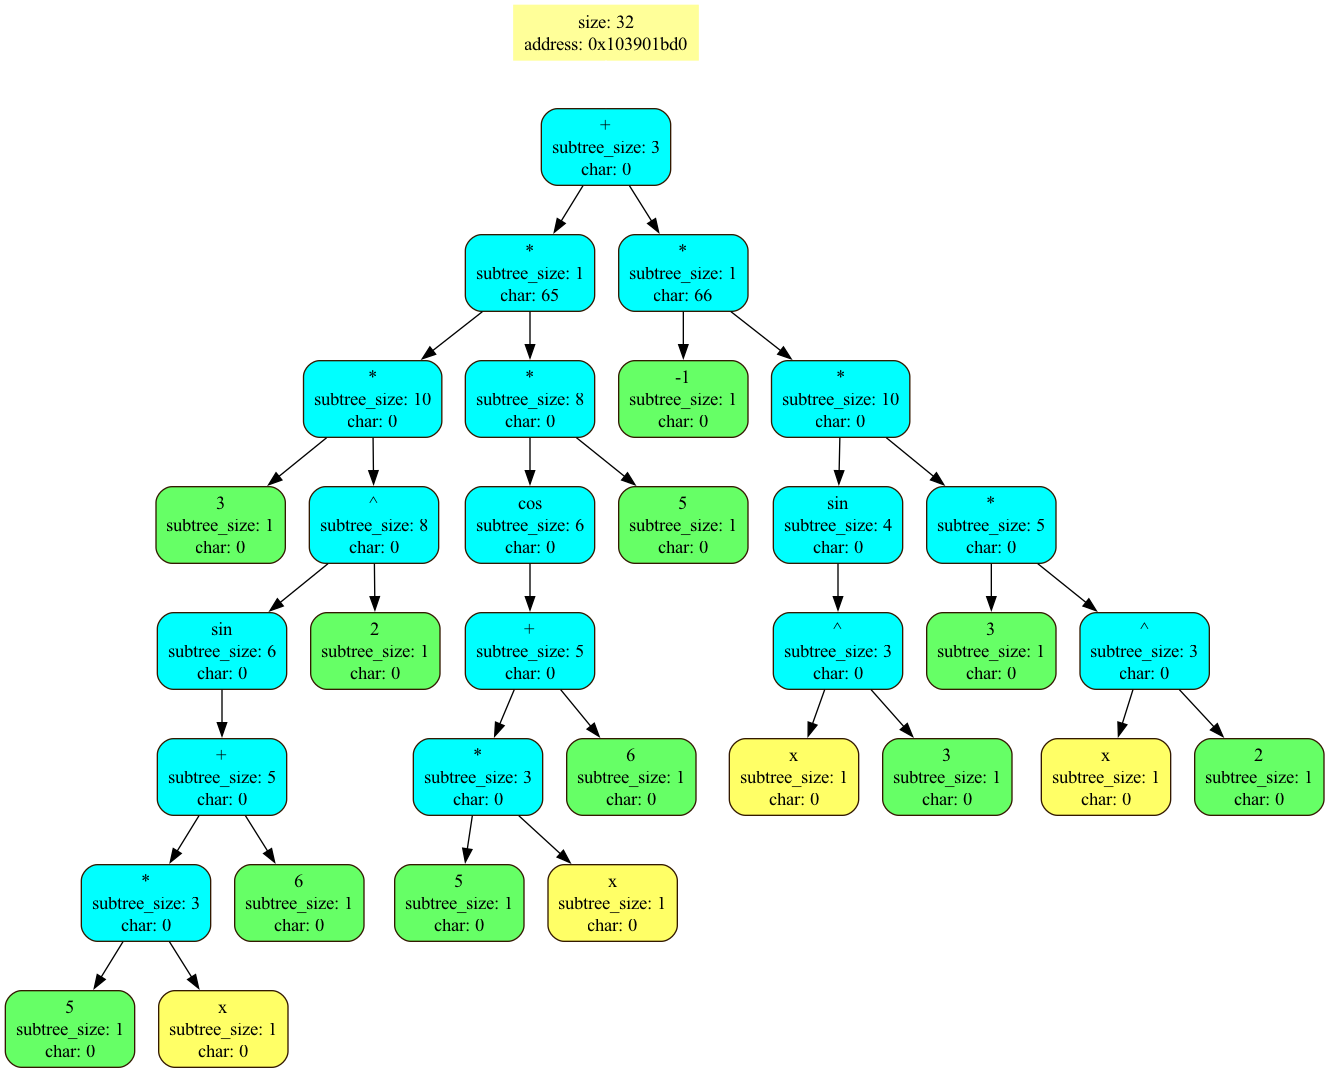 size: 32
address: 0x103901bd0
+
subtree_size: 3
char: 0
*
subtree_size: 1
char: 65
*
subtree_size: 1
char: 66
*
subtree_size: 10
char: 0
*
subtree_size: 8
char: 0
-1
subtree_size: 1
char: 0
*
subtree_size: 10
char: 0
3
subtree_size: 1
char: 0
^
subtree_size: 8
char: 0
cos
subtree_size: 6
char: 0
5
subtree_size: 1
char: 0
sin
subtree_size: 4
char: 0
*
subtree_size: 5
char: 0
sin
subtree_size: 6
char: 0
2
subtree_size: 1
char: 0
+
subtree_size: 5
char: 0
^
subtree_size: 3
char: 0
3
subtree_size: 1
char: 0
^
subtree_size: 3
char: 0
+
subtree_size: 5
char: 0
*
subtree_size: 3
char: 0
6
subtree_size: 1
char: 0
x
subtree_size: 1
char: 0
3
subtree_size: 1
char: 0
x
subtree_size: 1
char: 0
2
subtree_size: 1
char: 0
*
subtree_size: 3
char: 0
6
subtree_size: 1
char: 0
5
subtree_size: 1
char: 0
x
subtree_size: 1
char: 0
5
subtree_size: 1
char: 0
x
subtree_size: 1
char: 0